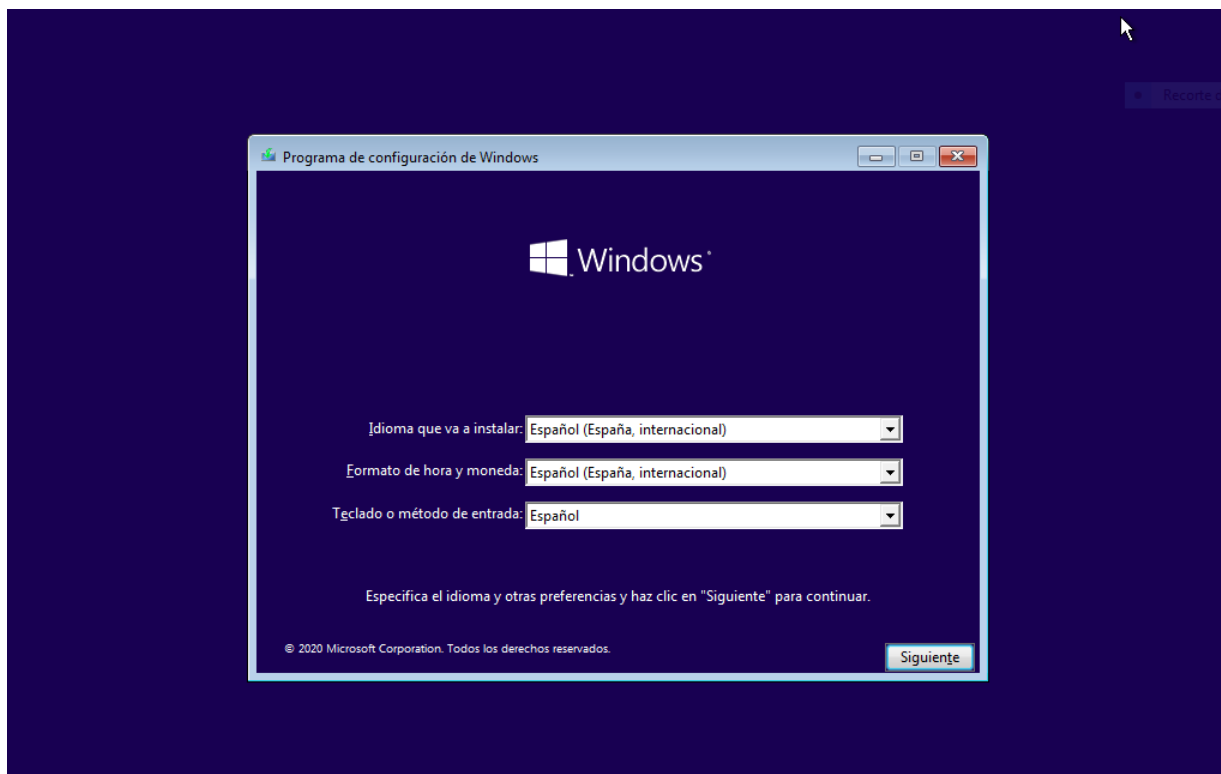 Recorte
Programa de configuración de Windows
Windows
Idioma que va a instalar: Español (España, internacional)
Formato de hora y moneda: Español (España, internacional)
Teclado o método de entrada: Español
Especifica el idioma y otras preferencias y haz clic en "Siguiente" para continuar.
© 2020 Microsoft Corporation. Todos los derechos reservados.
Siguiente